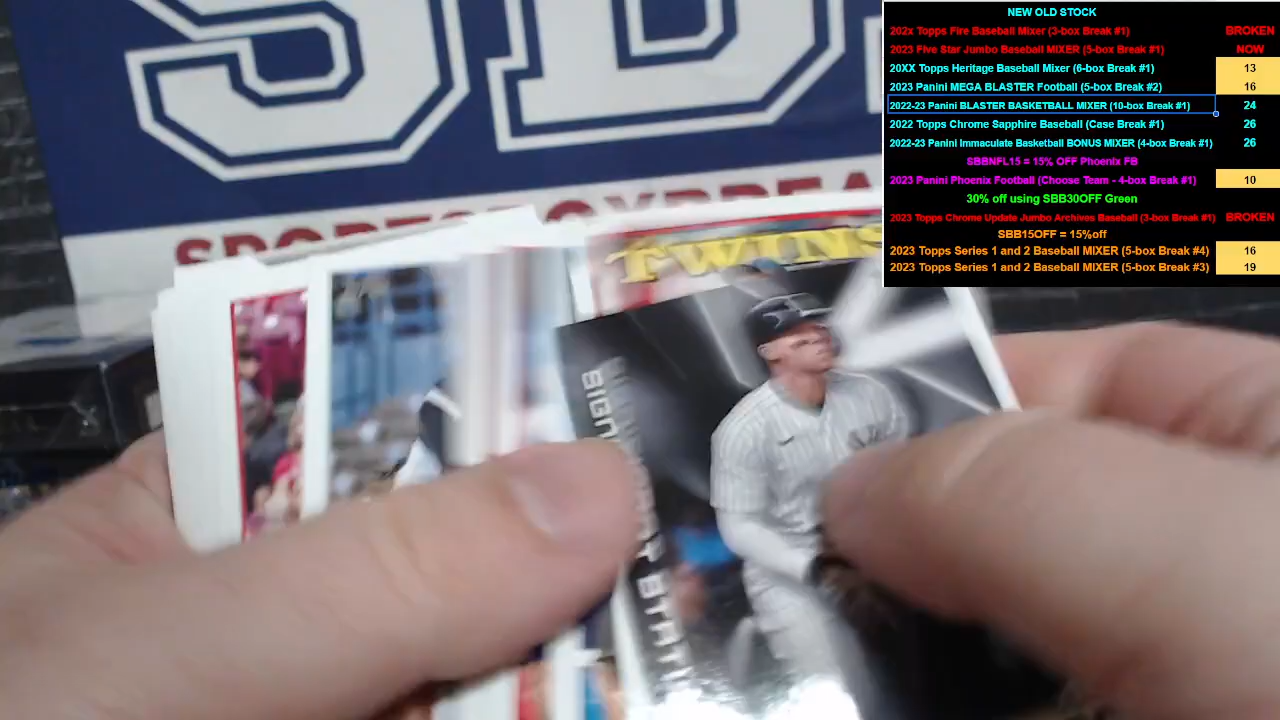 NEW OLD STOCK
202x Topps Fire Baseball Mixer (3-box Break #1) BROKEN
2023 Five Star Jumbo Baseball MIXER (5-box Break #1) NOW
20XX Topps Heritage Baseball Mixer (6-box Break #1) 13
2023 Panini MEGA BLASTER Football (5-box Break #2) 16
2022-23 Panini BLASTER BASKETBALL MIXER (10-box Break #1) 24
2022 Topps Chrome Sapphire Baseball (Case Break #1) 26
2022-23 Panini Immaculate Basketball BONUS MIXER (4-box Break #1) 26
SBBNFL15 = 15% OFF Phoenix FB
2023 Panini Phoenix Football (Choose Team - 4-box Break #1) 10
30% off using SBB30OFF Green
2023 Topps Chrome Update Jumbo Archives Baseball (3-box Break #1) BROKEN
SBB15OFF = 15%off
2023 Topps Series 1 and 2 Baseball MIXER (5-box Break #4) 16
2023 Topps Series 1 and 2 Baseball MIXER (5-box Break #3) 19
TWINS